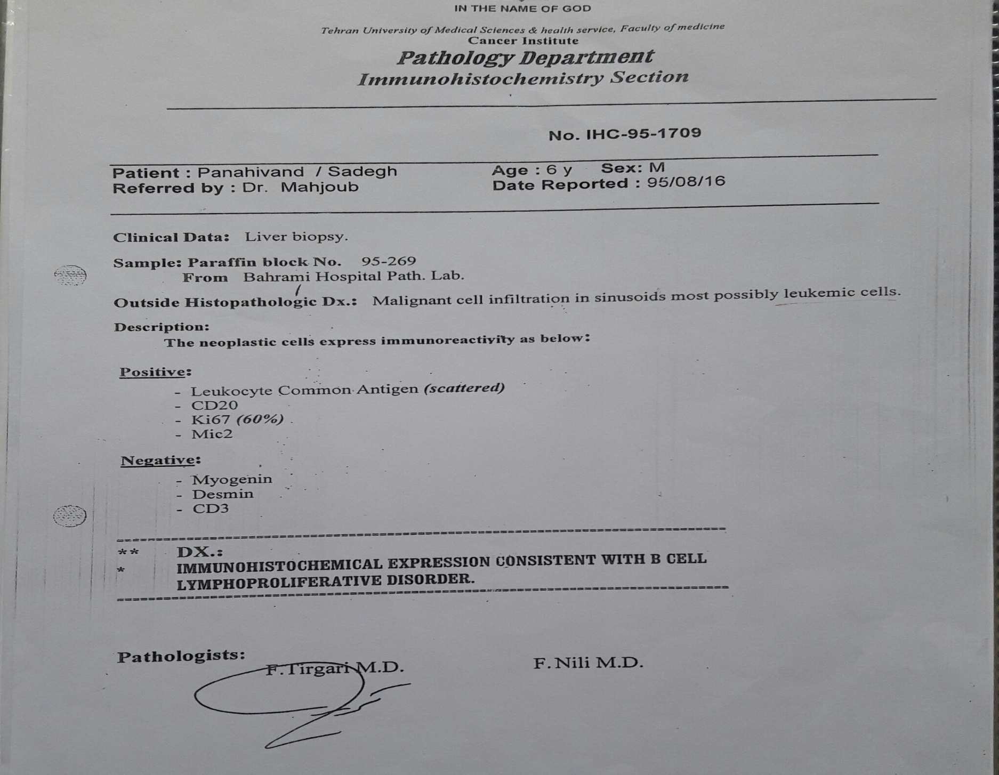 IN THE NAME OF GOD
Tehran University of Medical Sciences & health service, Faculty of medicine
Cancer Institute
Pathology Department
Immunohistochemistry Section
No. IHC-95-1709
Patient : Panahivand / Sadegh Age : 6 y Sex: M
Referred by : Dr. Mahjoub Date Reported : 95/08/16
Clinical Data: Liver biopsy.
Sample: Paraffin block No. 95-269
From Bahrami Hospital Path. Lab.
Outside Histopathologic Dx.: Malignant cell infiltration in sinusoids most possibly leukemic cells.
Description:
The neoplastic cells express immunoreactivity as below:
Positive:
- Leukocyte Common Antigen (scattered)
- CD20
- Ki67 (60%)
- Mic2
Negative:
- Myogenin
- Desmin
- CD3
** DX.:
* IMMUNOHISTOCHEMICAL EXPRESSION CONSISTENT WITH B CELL
LYMPHOPROLIFERATIVE DISORDER.
Pathologists:
F.Tirgari M.D. F.Nili M.D.